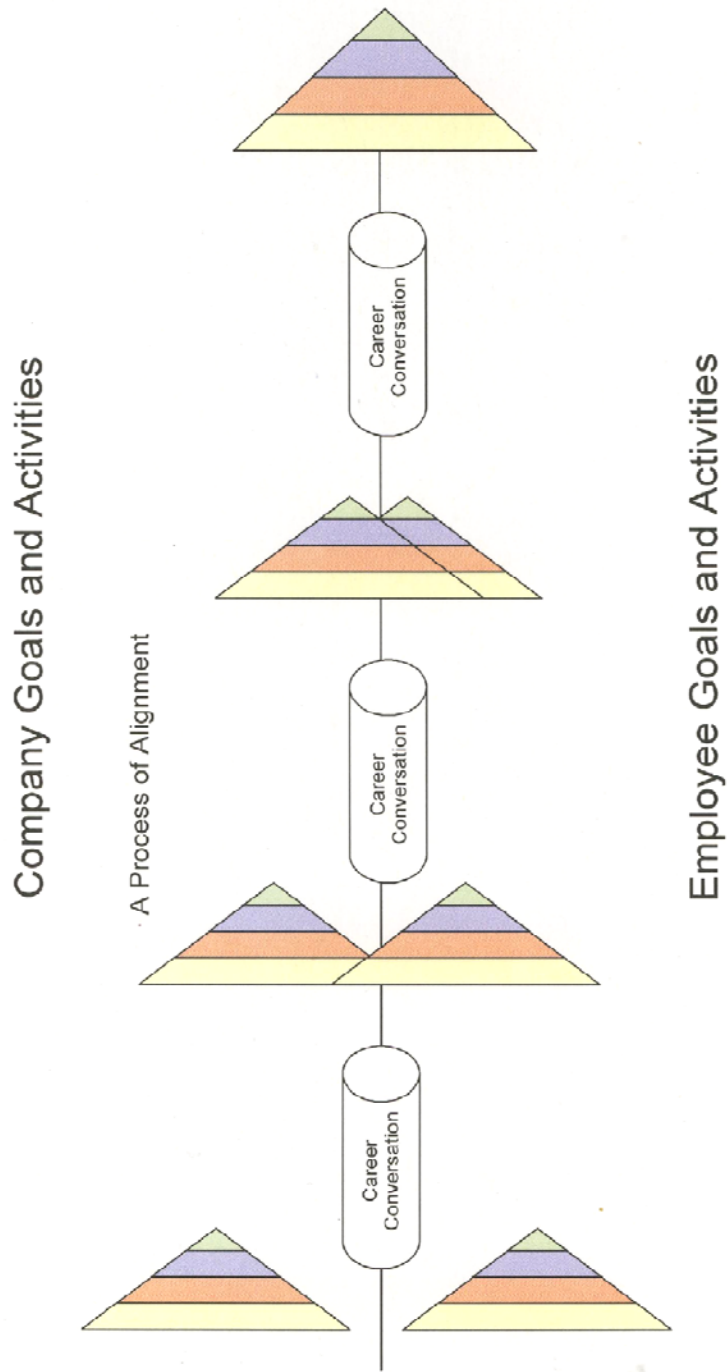 Company Goals and Activities
A Process of Alignment
Career
Conversation
Career
Conversation
Career
Conversation
Employee Goals and Activities